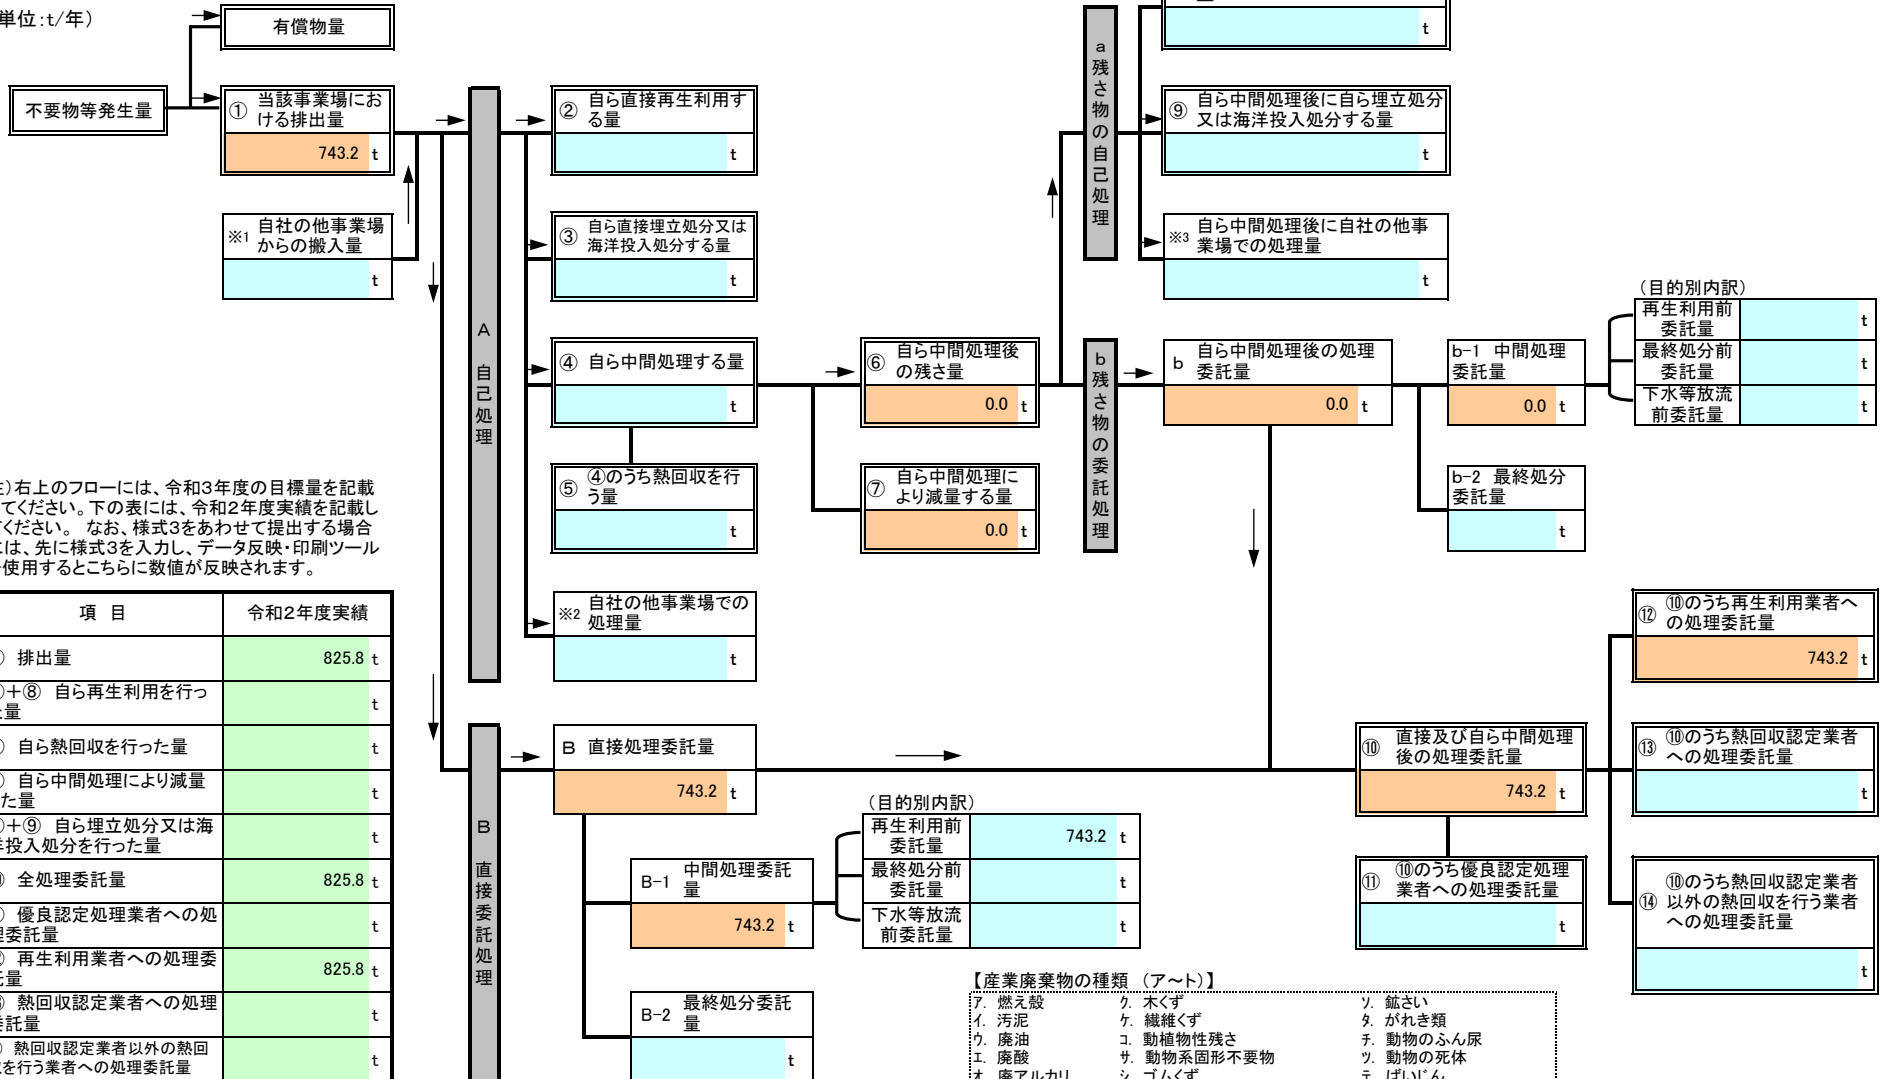 単位:t/年)
有償物量
不要物等発生量
① 当該事業場にお
ける排出量
743.2 t
※1 自社の他事業場
からの搬入量
t
A 自己処理
② 自ら直接再生利用す
る量
t
③ 自ら直接埋立処分又は
海洋投入処分する量
t
④ 自ら中間処理する量
t
⑤ ④のうち熱回収を行
う量
t
※2 自社の他事業場での
処理量
t
⑥ 自ら中間処理後
の残さ量
0.0 t
⑦ 自ら中間処理に
より減量する量
0.0 t
a 残さ物の自己処理
t
⑨ 自ら中間処理後に自ら埋立処分
又は海洋投入処分する量
t
※3 自ら中間処理後に自社の他事
業場での処理量
t
b 残さ物の委託処理
b 自ら中間処理後の処理
委託量
0.0 t
b-1 中間処理
委託量
0.0 t
b-2 最終処分
委託量
t
(目的別内訳)
再生利用前
委託量 t
最終処分前
委託量 t
下水等放流
前委託量 t
)右上のフローには、令和3年度の目標量を記載
てください。下の表には、令和2年度実績を記載し
ください。 なお、様式3をあわせて提出する場合
は、先に様式3を入力し、データ反映・印刷ツール
使用するとこちらに数値が反映されます。
項 目 令和2年度実績
排出量 825.8 t
+⑧ 自ら再生利用を行っ
量 t
自ら熱回収を行った量 t
自ら中間処理により減量
た量 t
+⑨ 自ら埋立処分又は海
投入処分を行った量 t
全処理委託量 825.8 t
優良認定処理業者への処
委託量 t
再生利用業者への処理委
量 825.8 t
熱回収認定業者への処理
託量 t
熱回収認定業者以外の熱回
を行う業者への処理委託量 t
B 直接委託処理
B 直接処理委託量
743.2 t
B-1 中間処理委託
量
743.2 t
B-2 最終処分委託
量
t
(目的別内訳)
再生利用前
委託量 743.2 t
最終処分前
委託量 t
下水等放流
前委託量 t
⑩ 直接及び自ら中間処理
後の処理委託量
743.2 t
⑪ ⑩のうち優良認定処理
業者への処理委託量
t
⑫ ⑩のうち再生利用業者へ
の処理委託量
743.2 t
⑬ ⑩のうち熱回収認定業者
への処理委託量
t
⑭ ⑩のうち熱回収認定業者
以外の熱回収を行う業者
への処理委託量
t
【産業廃棄物の種類 (ア～ト)】
ア. 燃え殻 ク. 木くず ソ. 鉱さい
イ. 汚泥 ケ. 繊維くず タ. がれき類
ウ. 廃油 コ. 動植物性残さ チ. 動物のふん尿
エ. 廃酸 サ. 動物系固形不要物 ツ. 動物の死体
オ. 廃アルカリ シ. ゴムくず テ. ばいじん